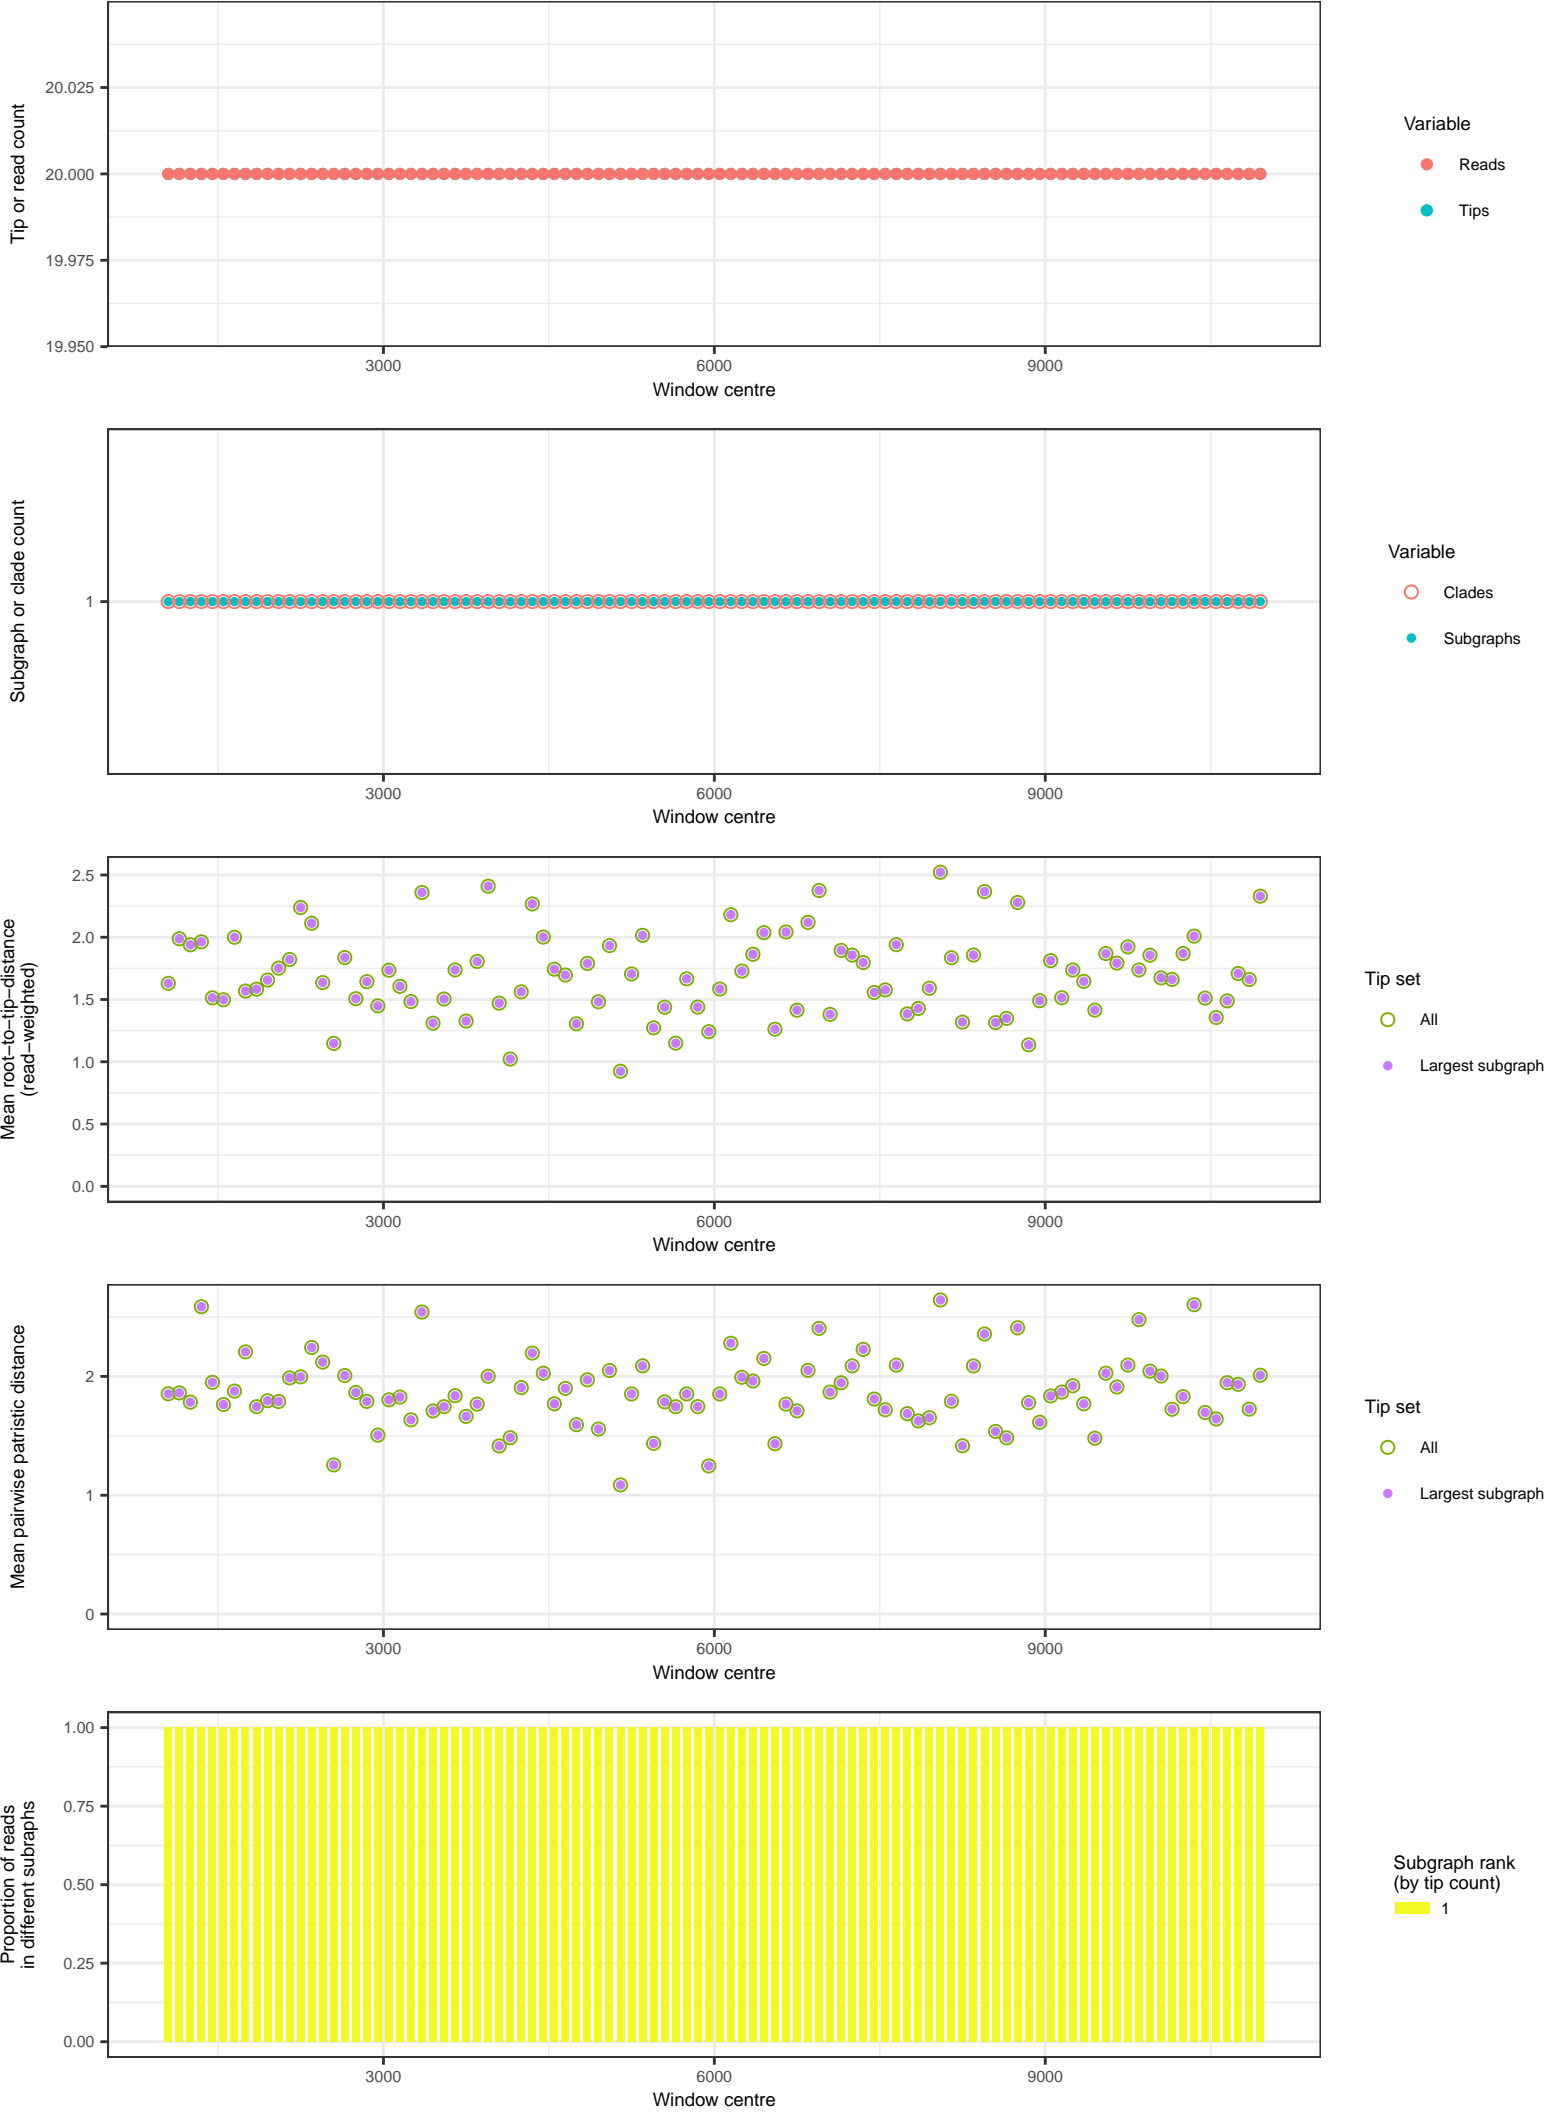 Tip or read count
20.025
20.000
19.975
19.950
3000 6000 9000
Window centre
Variable
Reads
Tips
Subgraph or clade count
1
3000 6000 9000
Window centre
Variable
Clades
Subgraphs
Mean root−to−tip−distance
(read−weighted)
2.5
2.0
1.5
1.0
0.5
0.0
3000 6000 9000
Window centre
Tip set
All
Largest subgraph
Mean pairwise patristic distance
2
1
0
3000 6000 9000
Window centre
Tip set
All
Largest subgraph
Proportion of reads
in different subraphs
1.00
0.75
0.50
0.25
0.00
3000 6000 9000
Window centre
Subgraph rank
(by tip count)
1